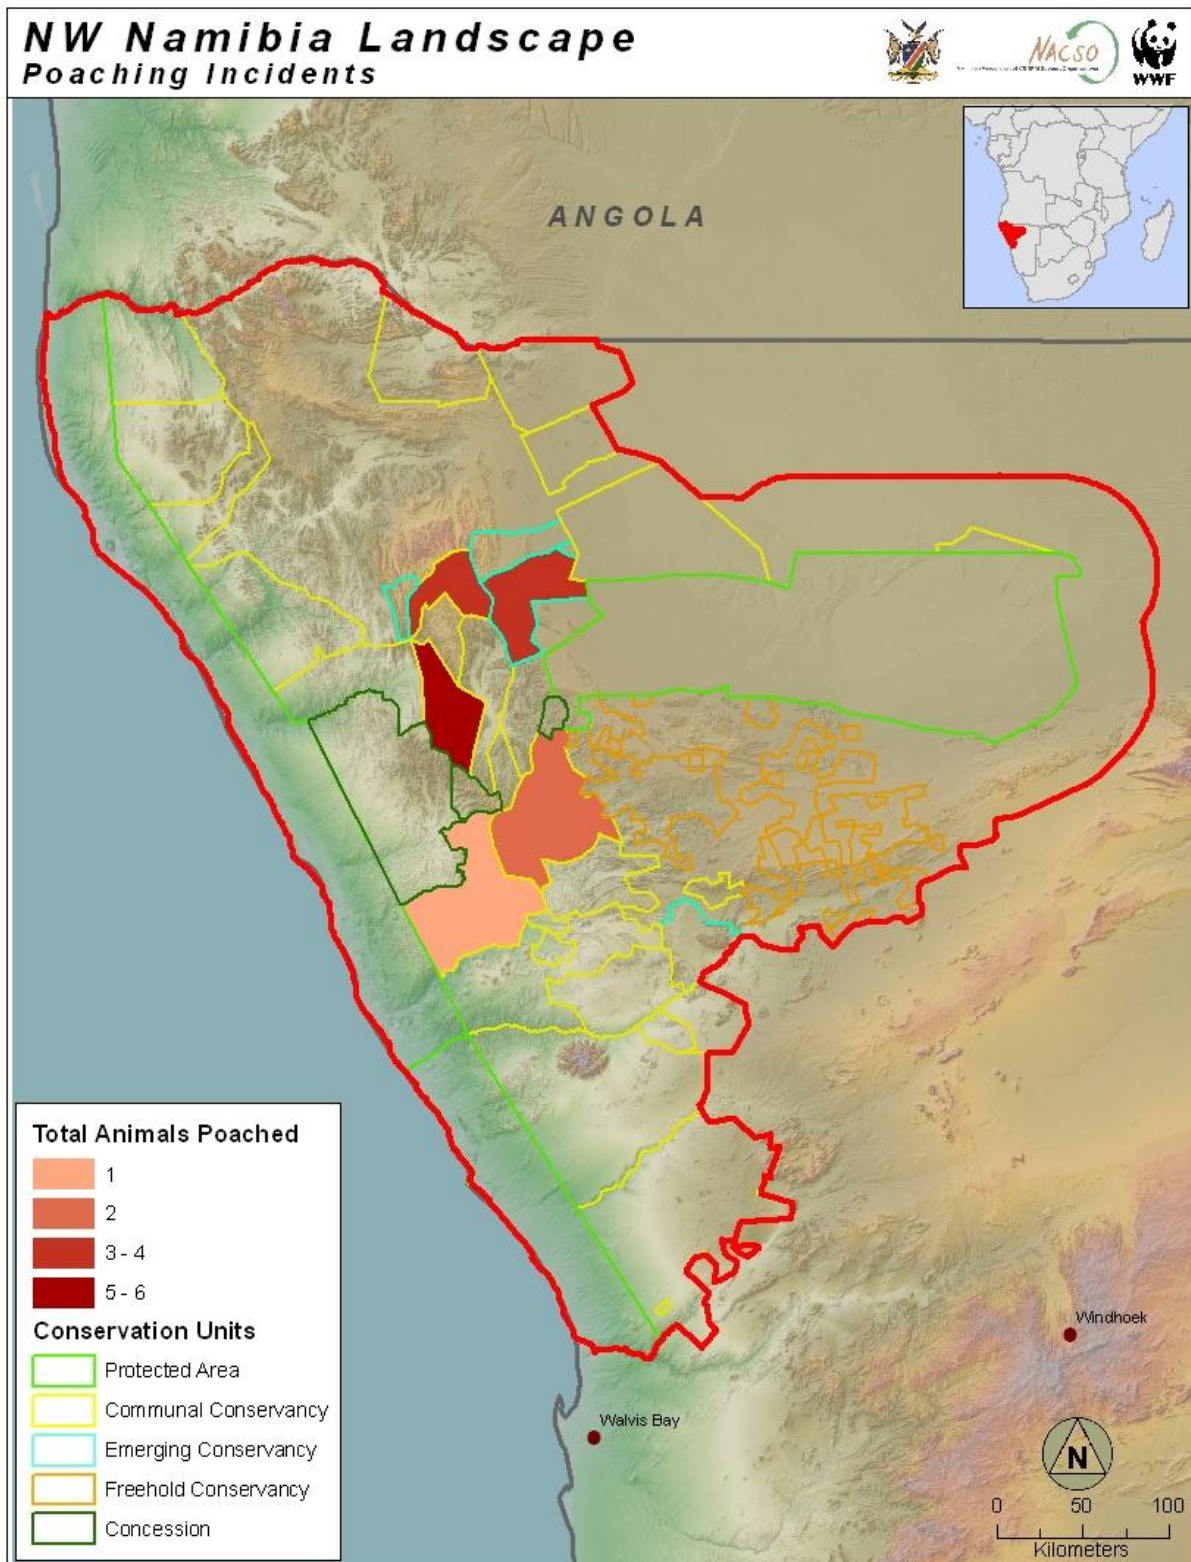 NW Namibia Landscape
Poaching Incidents
NACSO
WWF
ANGOLA
Total Animals Poached
1
2
3 - 4
5 - 6
Conservation Units
Protected Area
Communal Conservancy
Emerging Conservancy
Freehold Conservancy
Concession
Windhoek
Walvis Bay
N
0 50 100
Kilometers